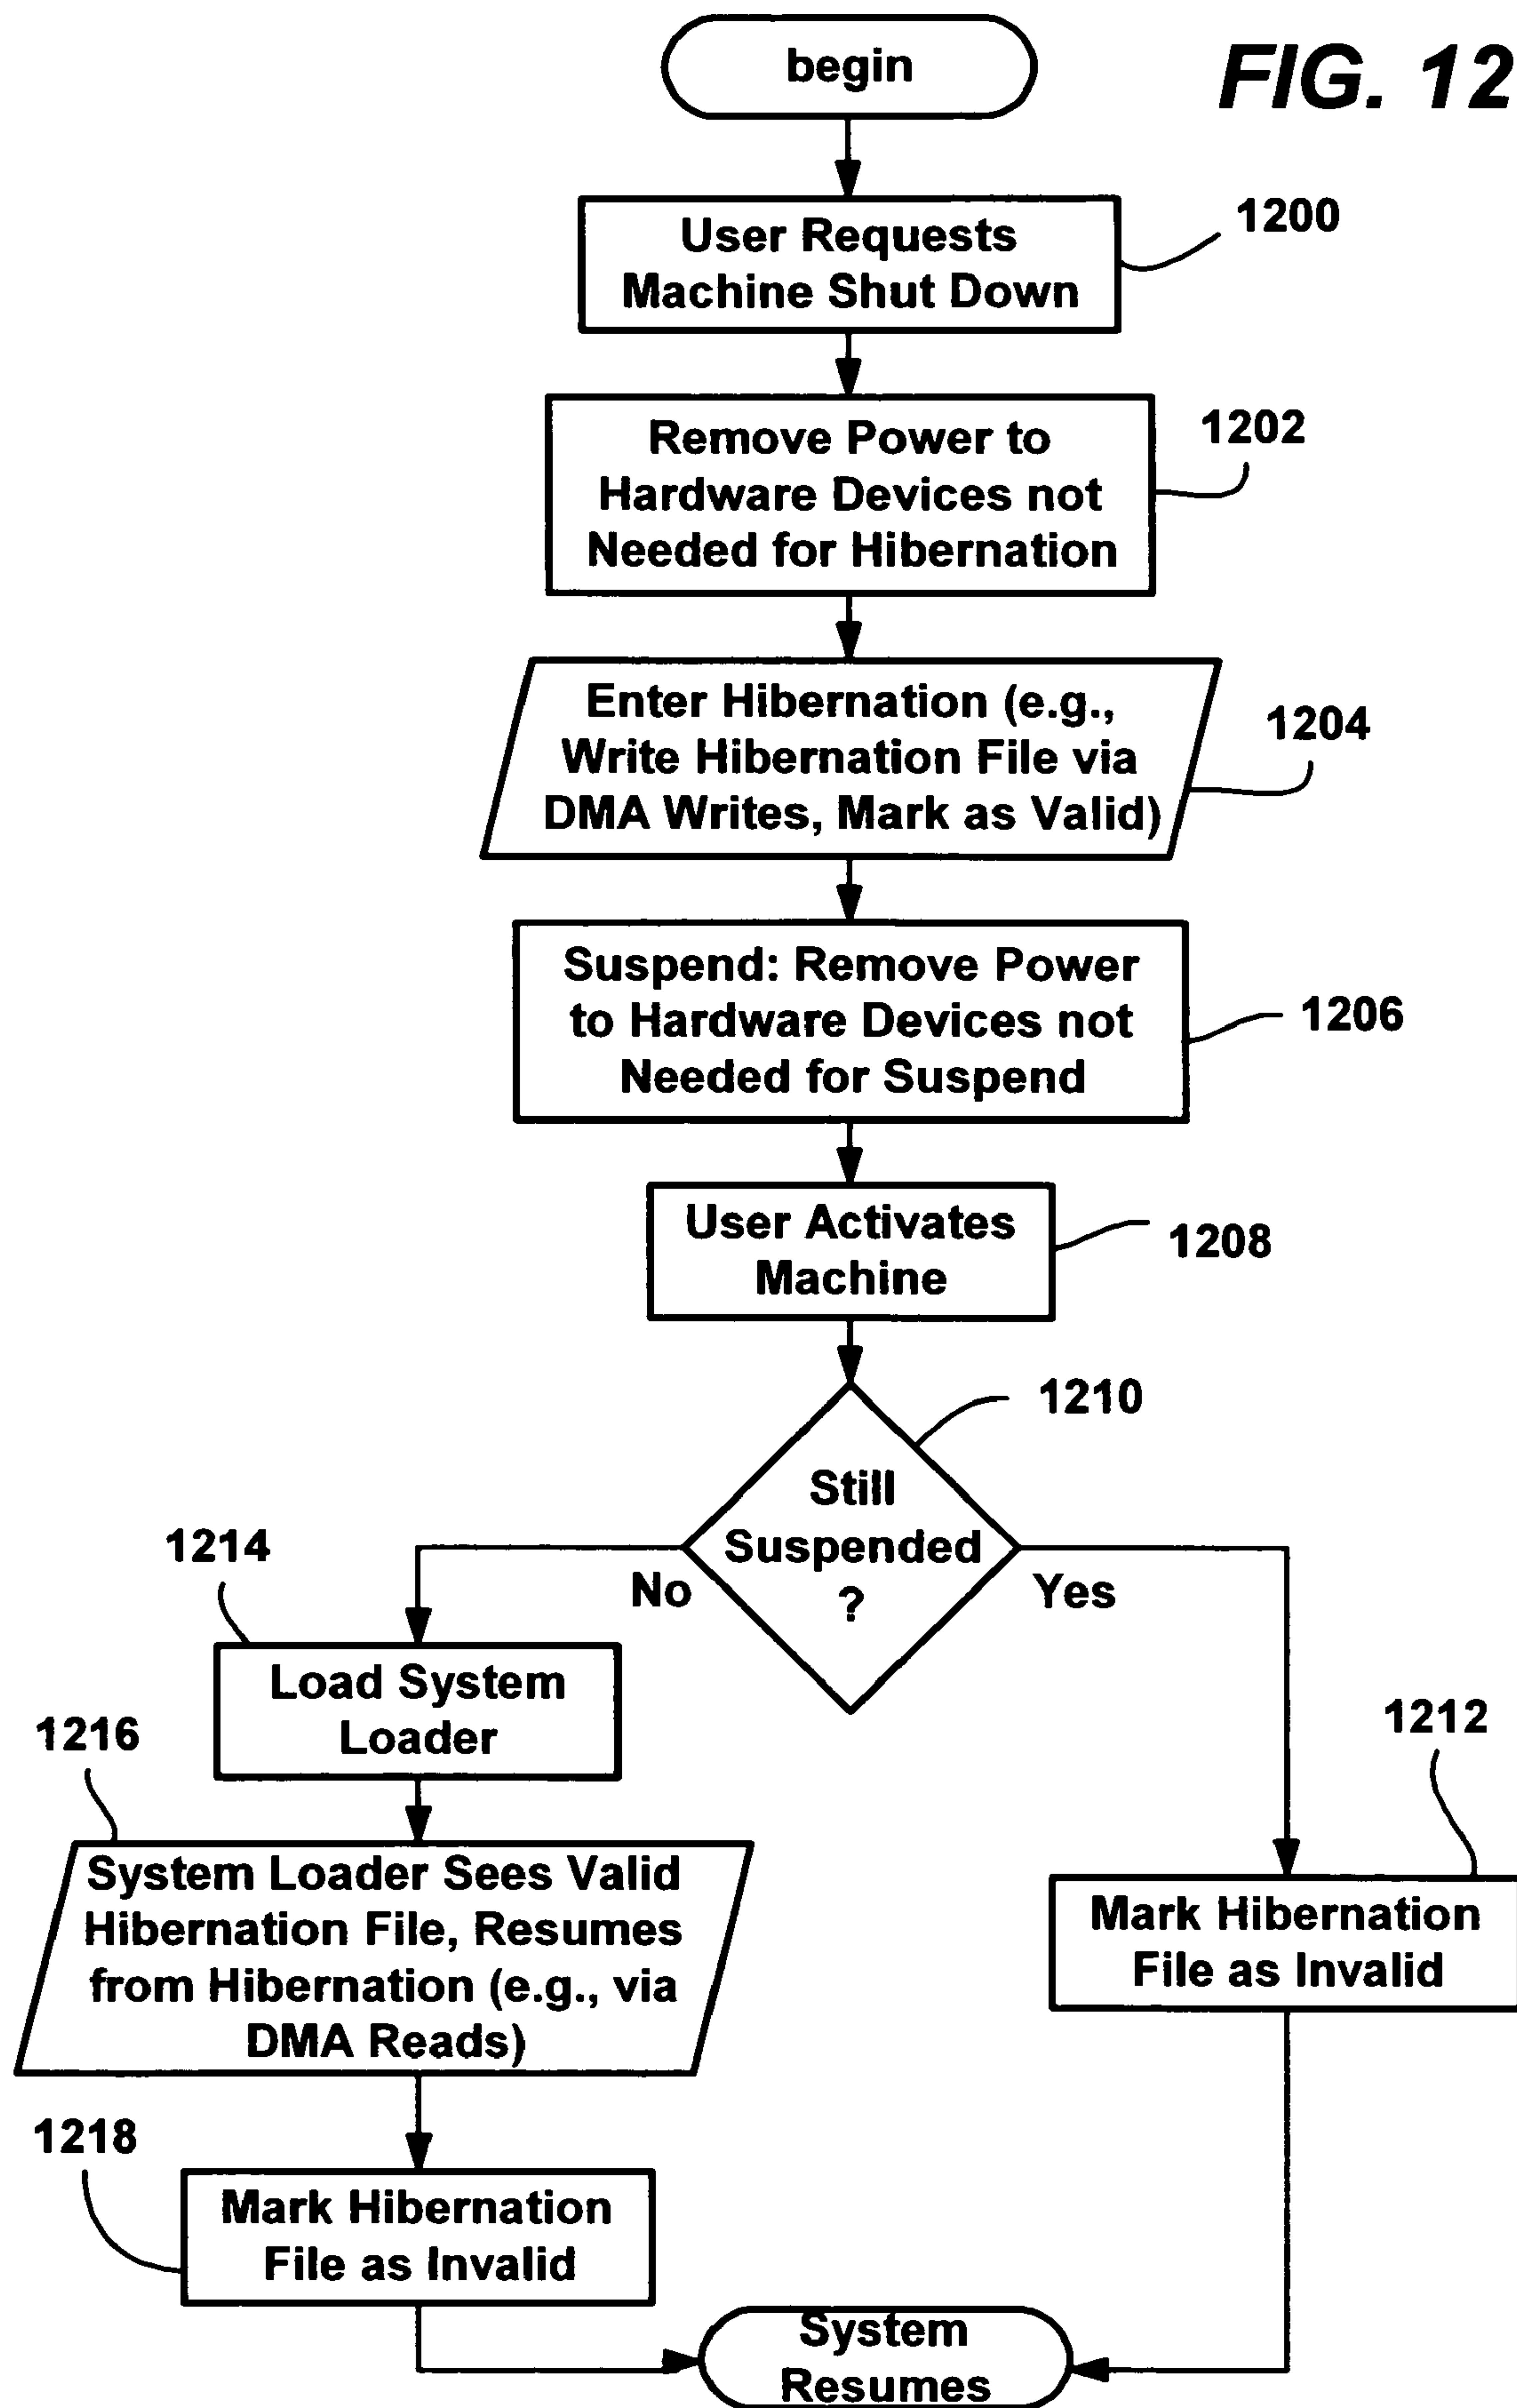 begin
FIG. 12
User Requests
Machine Shut Down
1200
Remove Power to
Hardware Devices not
Needed for Hibernation
1202
Enter Hibernation (e.g.,
Write Hibernation File via
DMA Writes, Mark as Valid)
1204
Suspend: Remove Power
to Hardware Devices not
Needed for Suspend
1206
User Activates
Machine
1208
1210
Still
Suspended
?
No
Yes
1214
Load System
Loader
1212
Mark Hibernation
File as Invalid
1216
System Loader Sees Valid
Hibernation File, Resumes
from Hibernation (e.g., via
DMA Reads)
1218
Mark Hibernation
File as Invalid
System
Resumes